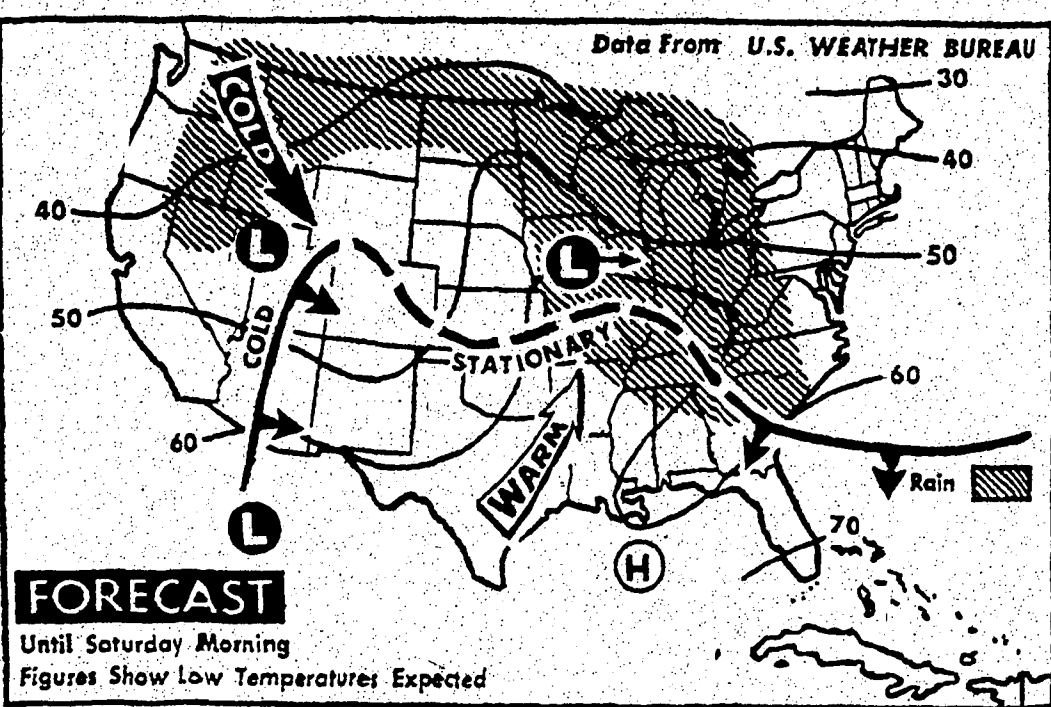 Data From U.S. WEATHER BUREAU
30
COLD
40
40
L
L
50
50
COLD
STATIONARY
60
60
WARM
Rain
L
70
H
FORECAST
Until Saturday Morning
Figures Show Low Temperatures Expected